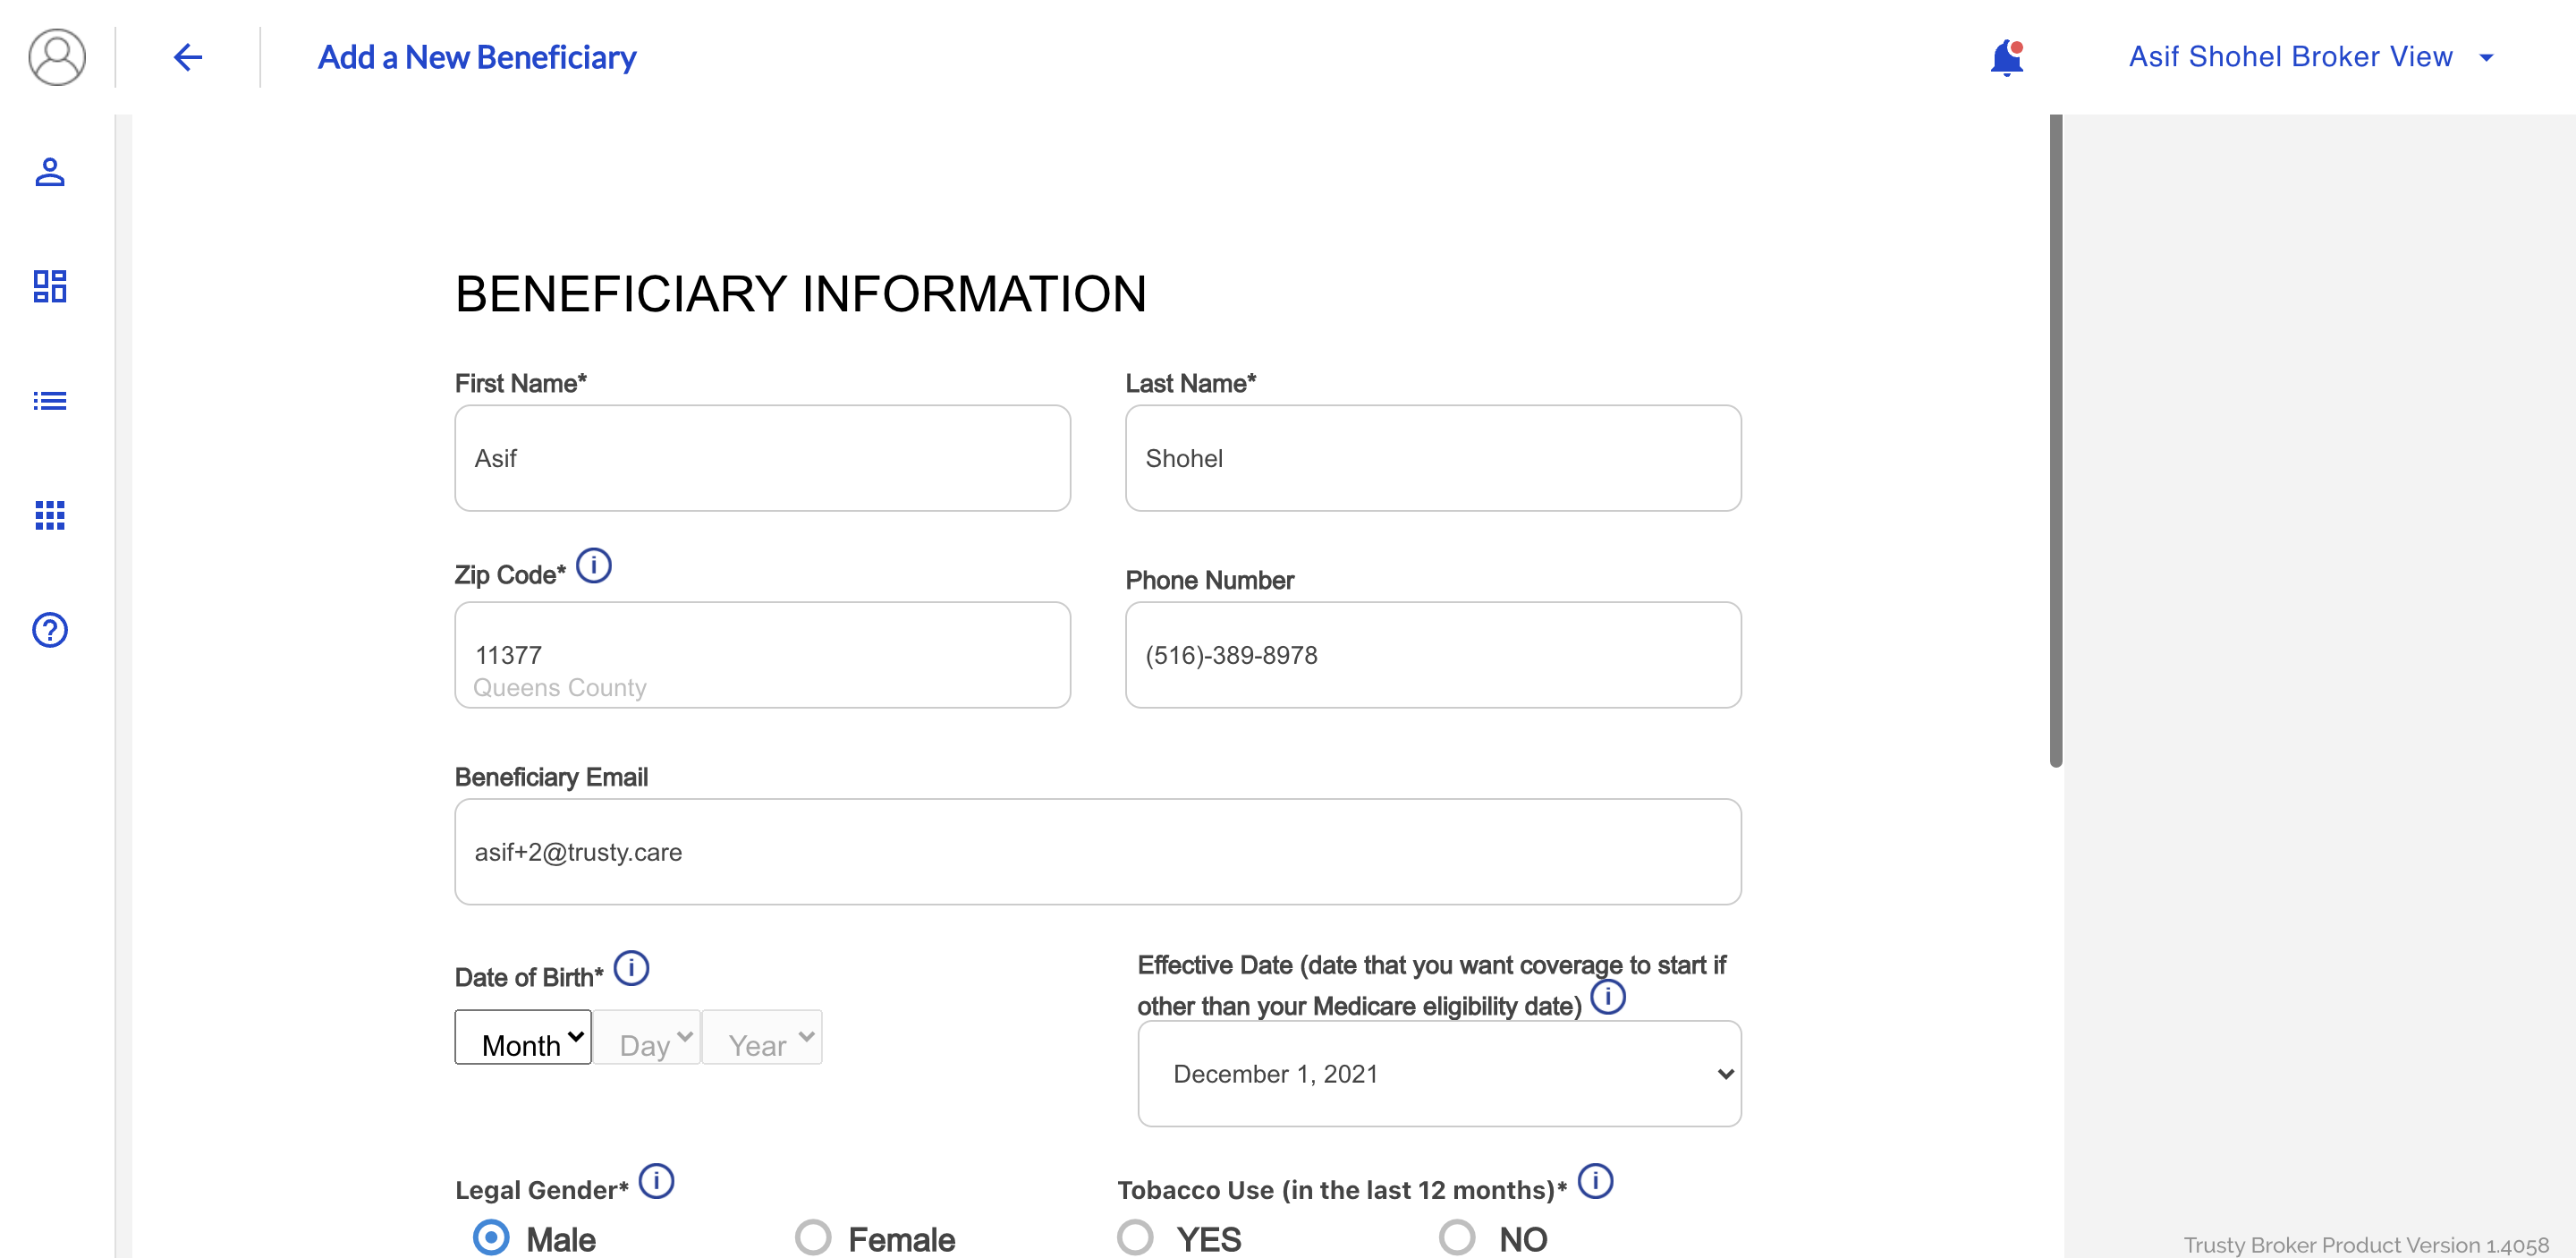 Add a New Beneficiary
Asif Shohel Broker View
BENEFICIARY INFORMATION
First Name*
Last Name*
Asif
Shohel
Zip Code* i
Phone Number
11377
Queens County
(516)-389-8978
Beneficiary Email
asif+2@trusty.care
Date of Birth* i
Effective Date (date that you want coverage to start if
other than your Medicare eligibility date) i
Month Day Year
December 1, 2021
Legal Gender* i
Tobacco Use (in the last 12 months)* i
Male Female
YES NO
Trusty Broker Product Version 1.4058